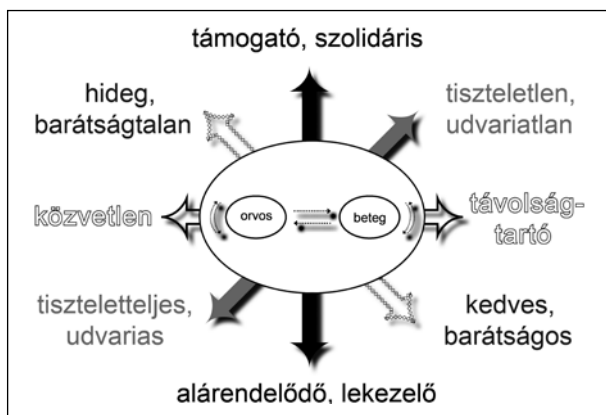 támogató, szolidáris
hideg,
barátságtalan
tiszteletlen,
udvariatlan
közvetlen
orvos
beteg
távolság-
tartó
tiszteletteljes,
udvarias
kedves,
barátságos
alárendelődő, lekezelő